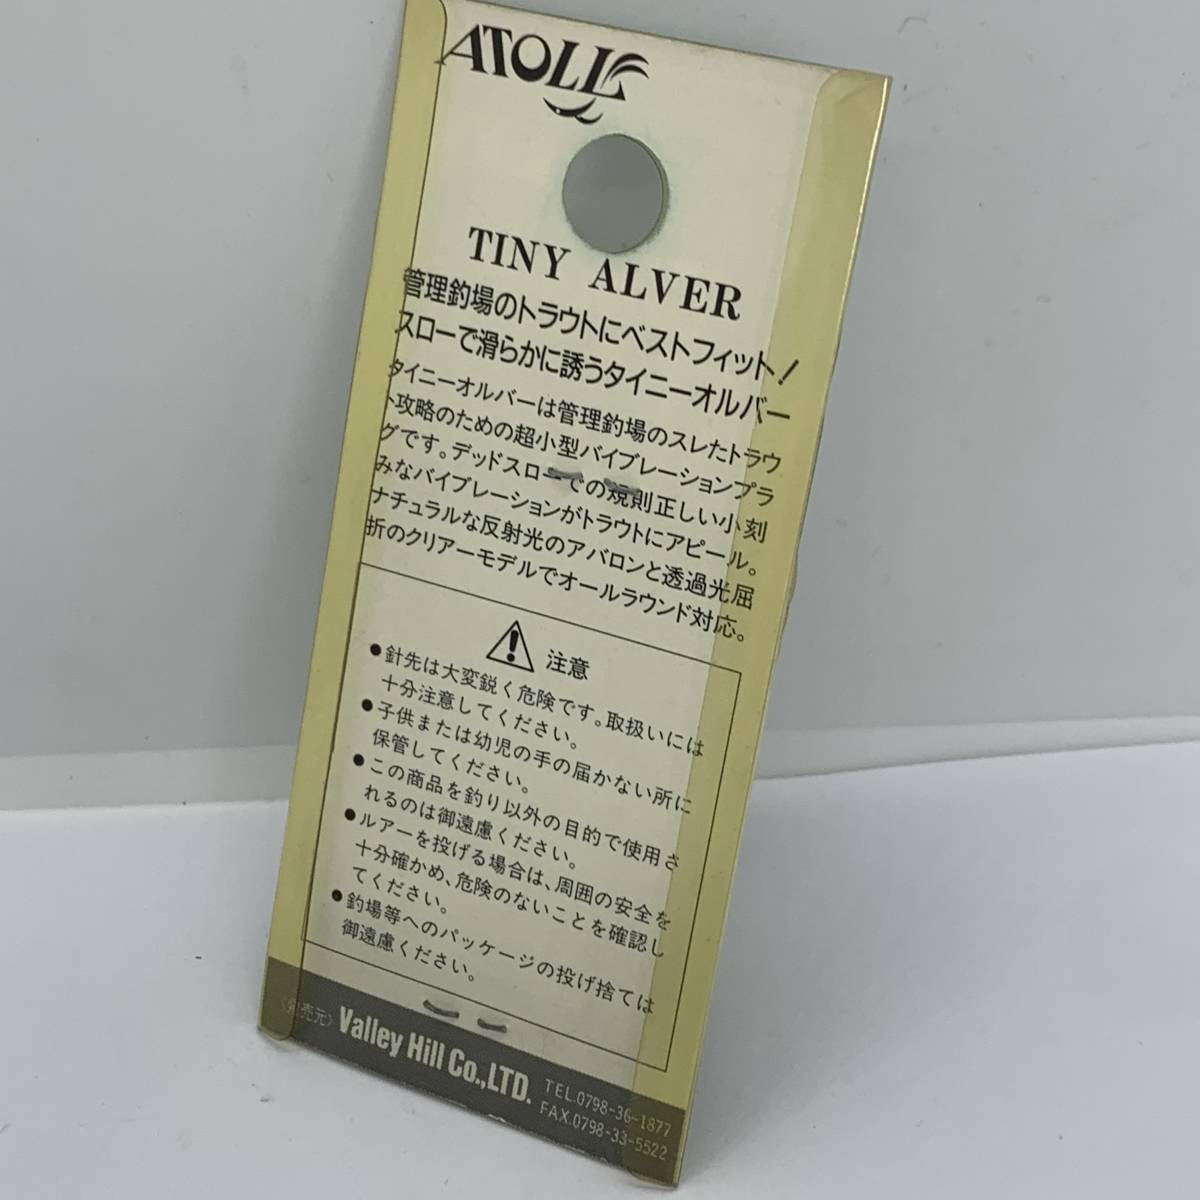 ATOLL
TINY ALVER
管理釣場のトラウトにベストフィット!
スローで滑らかに誘うタイニーオルバー
タイニーオルバーは管理釣場のスレたトラウ
ト攻略のための超小型バイブレーションプラ
グです。デッドスローでの規則正しい小刻
みなバイブレーションがトラウトにアピール。
ナチュラルな反射光のアバロンと透過光屈
折のクリアーモデルでオールラウンド対応。
注意
●針先は大変鋭く危険です。取扱いには
十分注意してください。
●子供または幼児の手の届かない所に
保管してください。
●この商品を釣り以外の目的で使用さ
れるのは御遠慮ください。
●ルアーを投げる場合は、周囲の安全を
十分確かめ、危険のないことを確認し
てください。
●釣場等へのパッケージの投げ捨ては
御遠慮ください。
〈発売元〉 Valley Hill Co.,LTD.
TEL.0798-36-1877
FAX.0798-33-5522